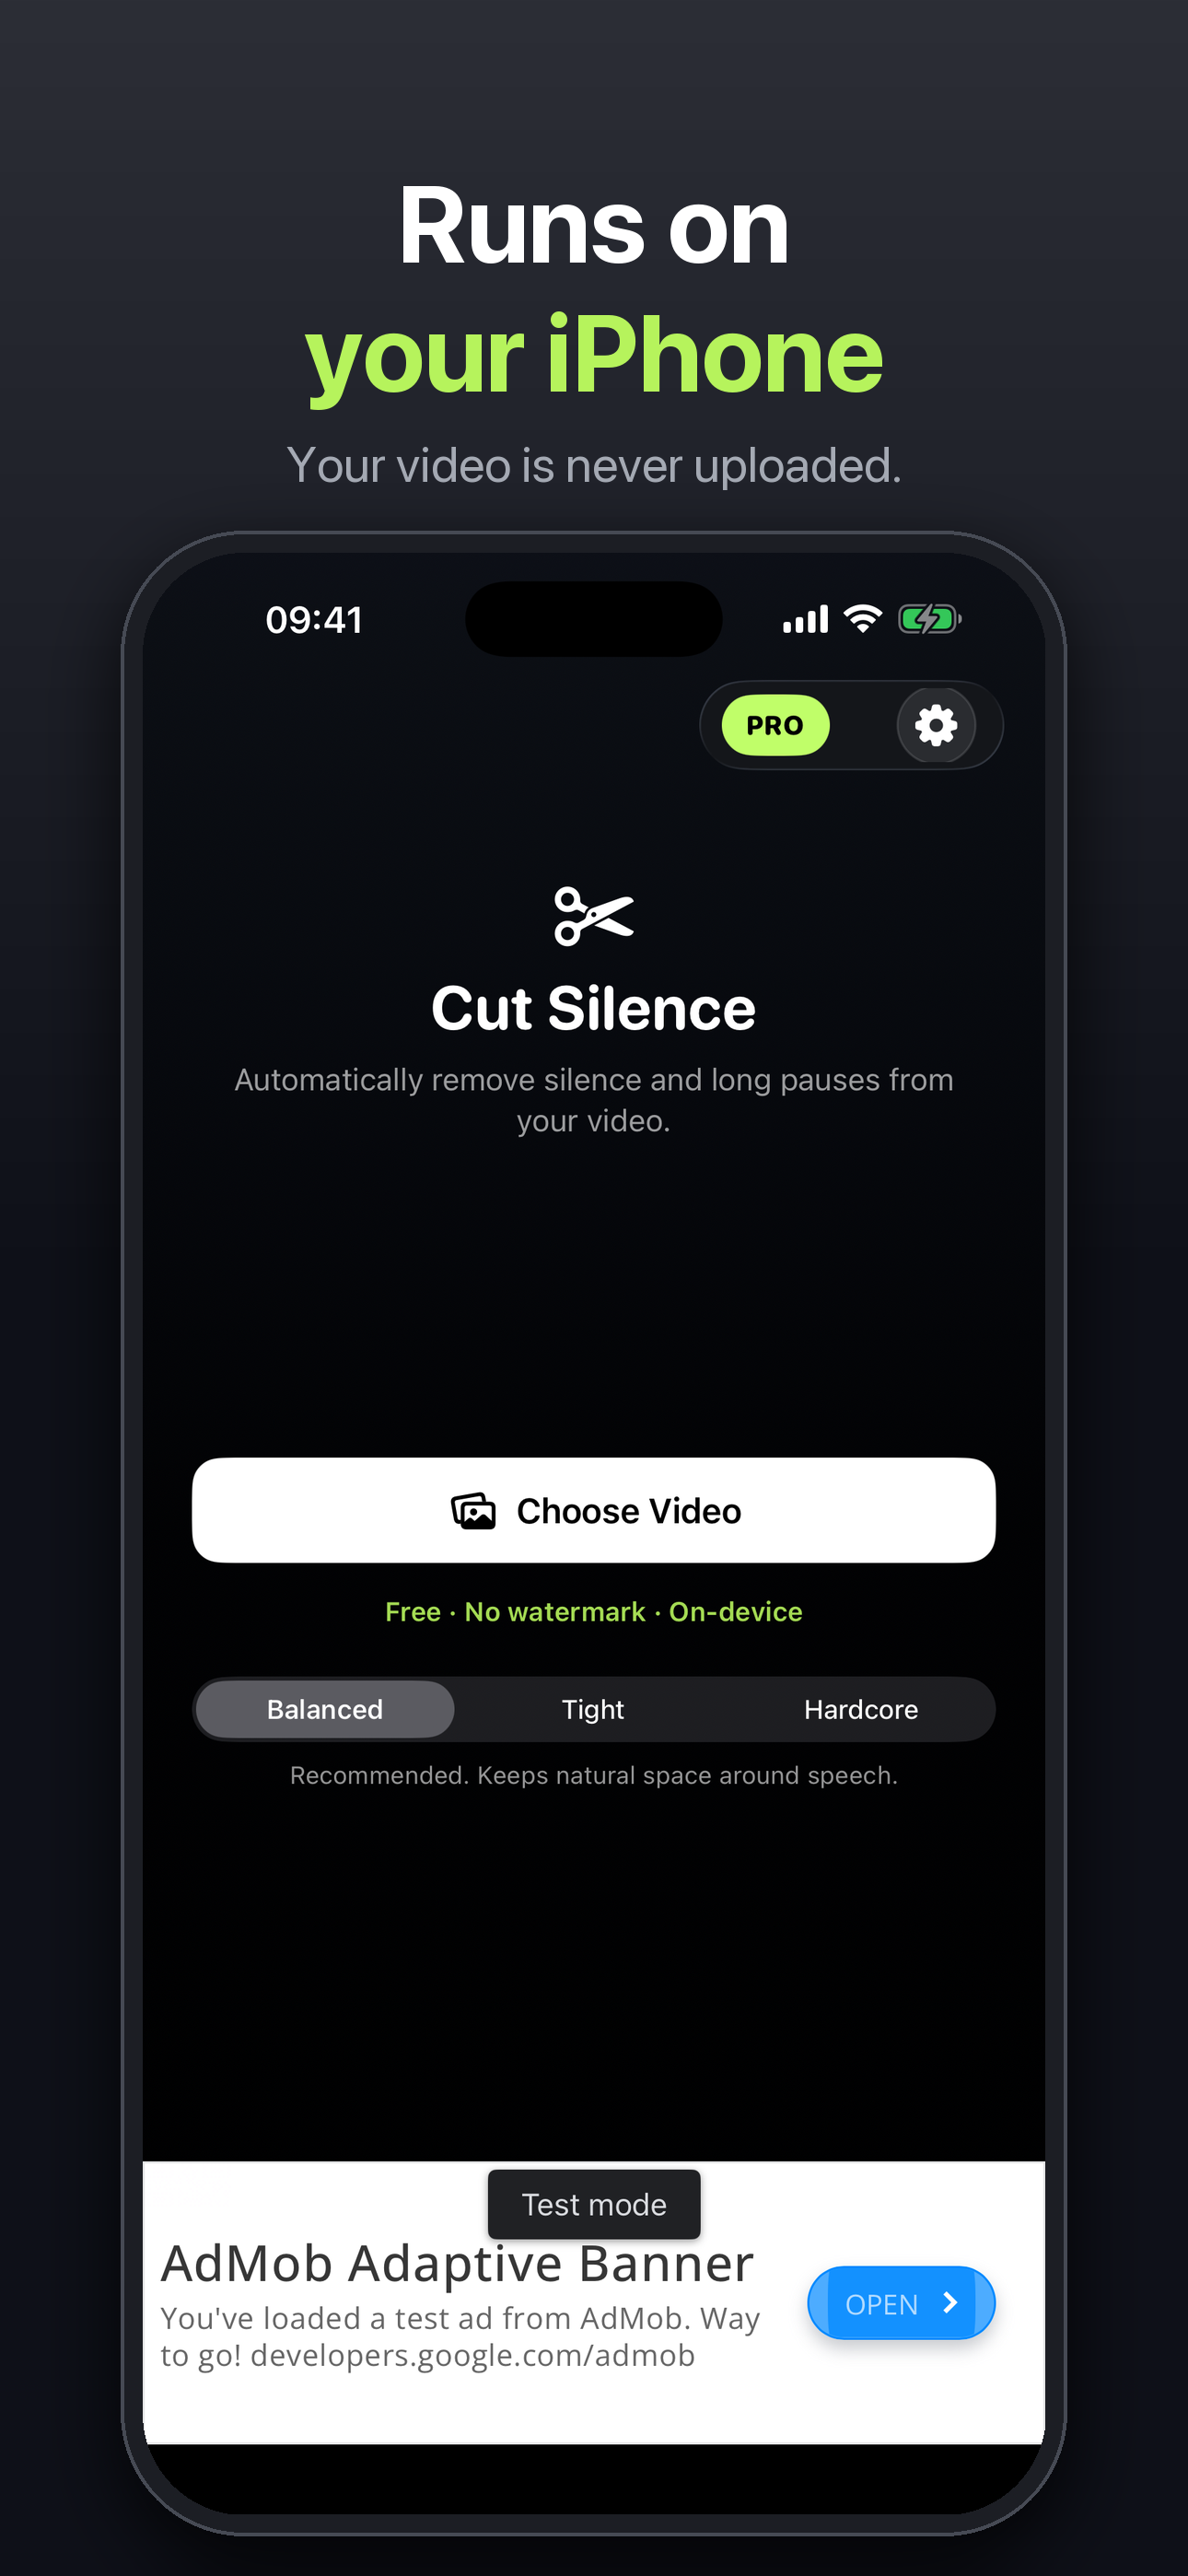 Runs on
your iPhone
Your video is never uploaded.
09:41
PRO
Cut Silence
Automatically remove silence and long pauses from
your video.
Choose Video
Free · No watermark · On-device
Balanced Tight Hardcore
Recommended. Keeps natural space around speech.
Test mode
AdMob Adaptive Banner
You've loaded a test ad from AdMob. Way
to go! developers.google.com/admob
OPEN